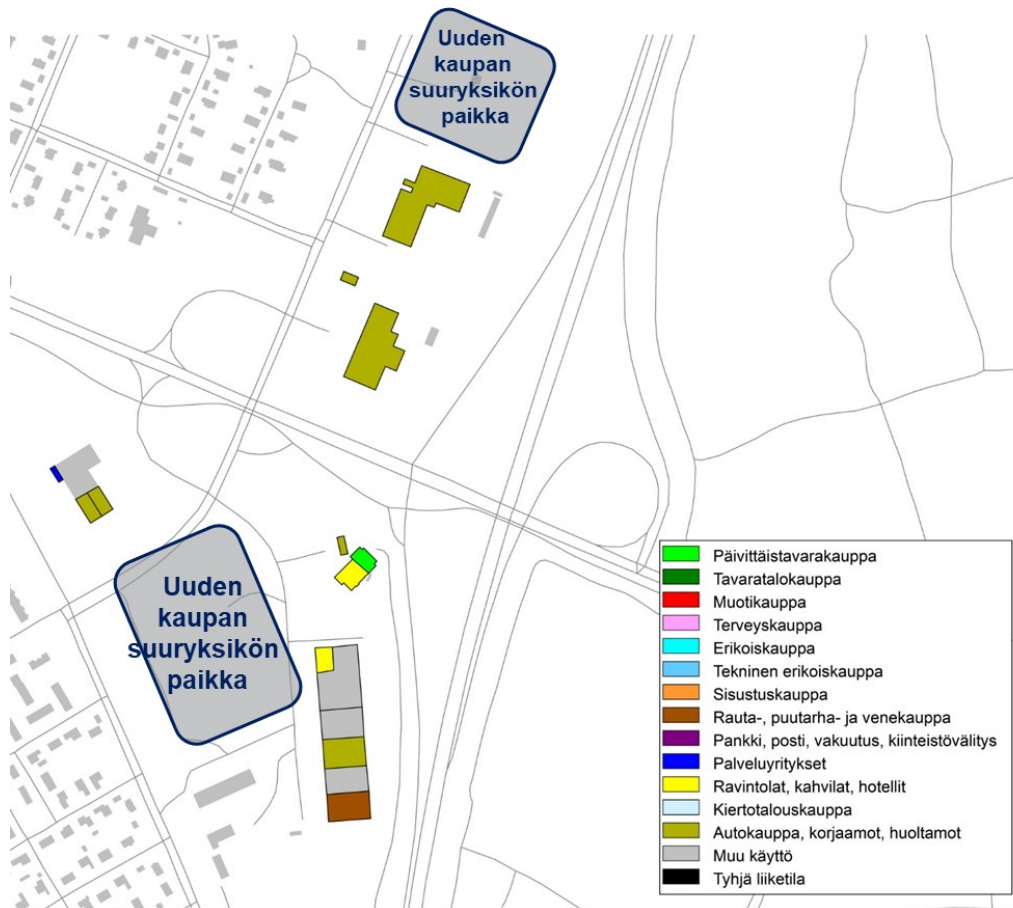 Uuden
kaupan
suuryksikön
paikka
Uuden
kaupan
suuryksikön
paikka
Päivittäistavarakauppa
Tavaratalokauppa
Muotikauppa
Terveyskauppa
Erikoiskauppa
Tekninen erikoiskauppa
Sisustuskauppa
Rauta-, puutarha- ja venekauppa
Pankki, posti, vakuutus, kiinteistövälitys
Palveluyritykset
Ravintolat, kahvilat, hotellit
Kiertotalouskauppa
Autokauppa, korjaamot, huoltamot
Muu käyttö
Tyhjä liiketila